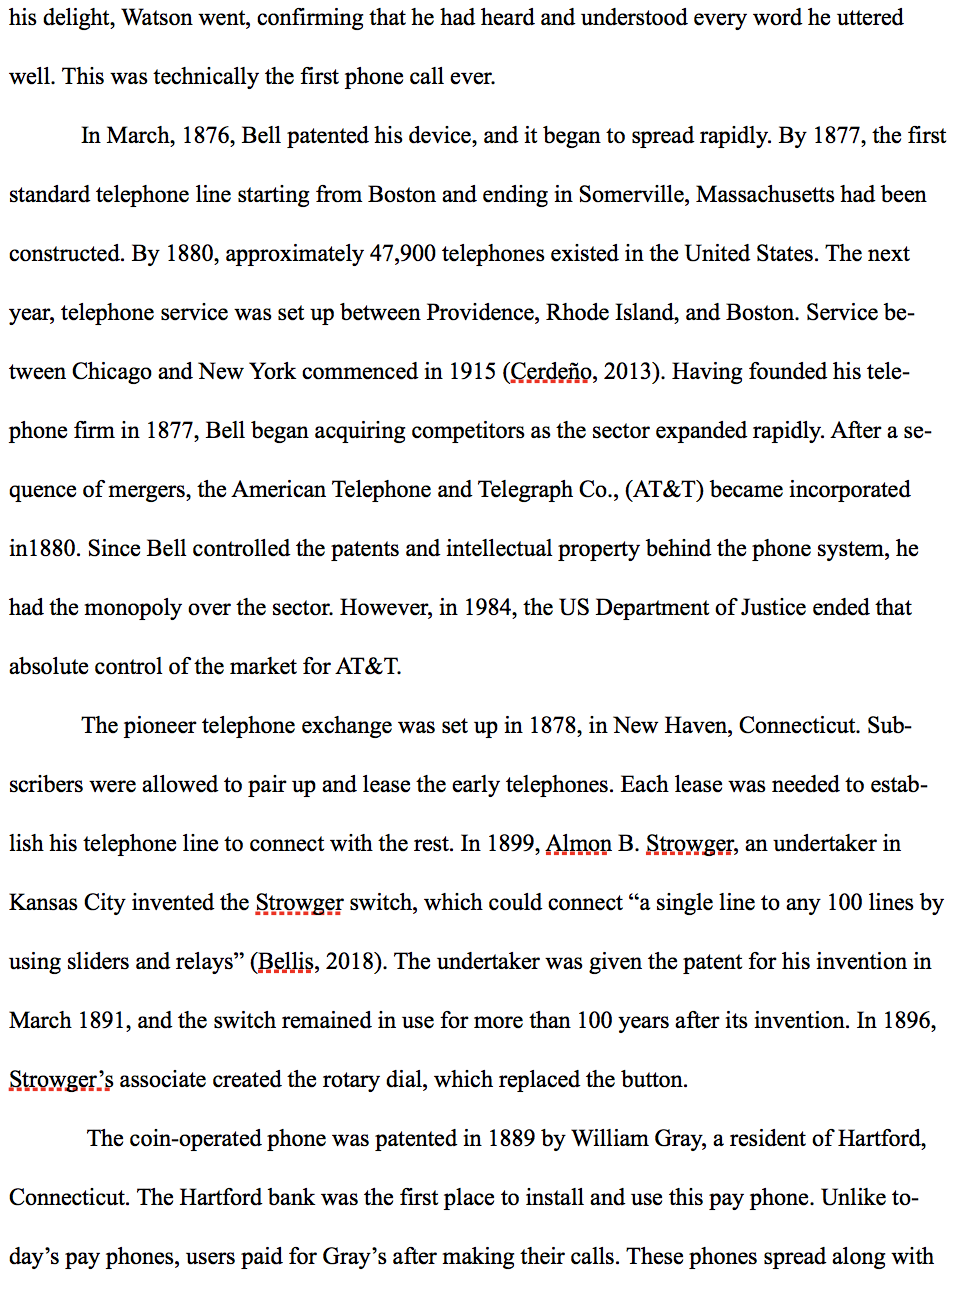 his delight, Watson went, confirming that he had heard and understood every word he uttered
well. This was technically the first phone call ever.
In March, 1876, Bell patented his device, and it began to spread rapidly. By 1877, the first
standard telephone line starting from Boston and ending in Somerville, Massachusetts had been
constructed. By 1880, approximately 47,900 telephones existed in the United States. The next
year, telephone service was set up between Providence, Rhode Island, and Boston. Service be-
tween Chicago and New York commenced in 1915 (Cerdeño, 2013). Having founded his tele-
phone firm in 1877, Bell began acquiring competitors as the sector expanded rapidly. After a se-
quence of mergers, the American Telephone and Telegraph Co., (AT&T) became incorporated
in1880. Since Bell controlled the patents and intellectual property behind the phone system, he
had the monopoly over the sector. However, in 1984, the US Department of Justice ended that
absolute control of the market for AT&T.
The pioneer telephone exchange was set up in 1878, in New Haven, Connecticut. Sub-
scribers were allowed to pair up and lease the early telephones. Each lease was needed to estab-
lish his telephone line to connect with the rest. In 1899, Almon B. Strowger, an undertaker in
Kansas City invented the Strowger switch, which could connect “a single line to any 100 lines by
using sliders and relays” (Bellis, 2018). The undertaker was given the patent for his invention in
March 1891, and the switch remained in use for more than 100 years after its invention. In 1896,
Strowger’s associate created the rotary dial, which replaced the button.
The coin-operated phone was patented in 1889 by William Gray, a resident of Hartford,
Connecticut. The Hartford bank was the first place to install and use this pay phone. Unlike to-
day’s pay phones, users paid for Gray’s after making their calls. These phones spread along with